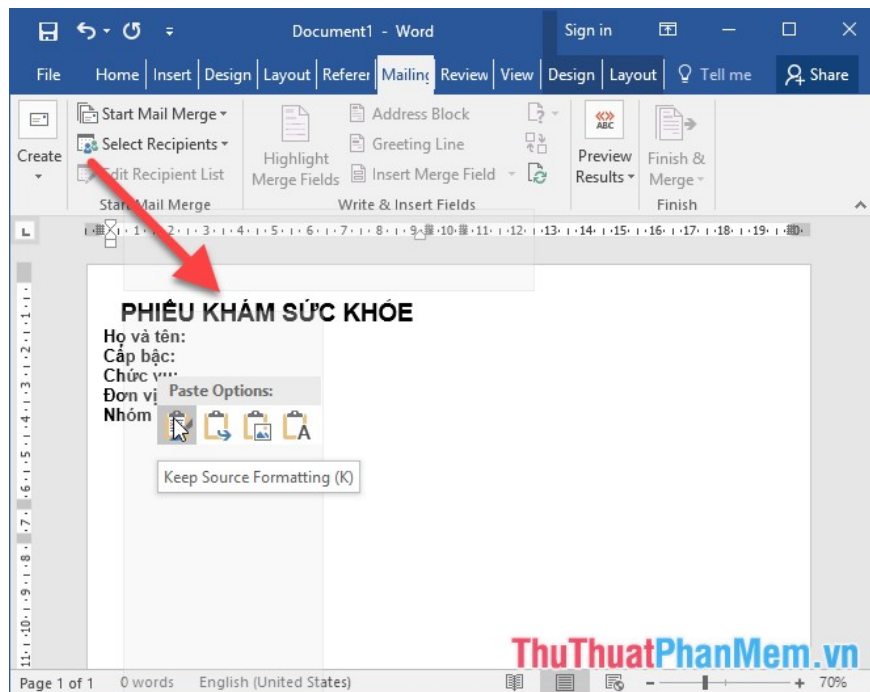 Document1 - Word Sign in
File Home Insert Design Layout Referer Mailing Review View Design Layout Tell me Share
Start Mail Merge Address Block
Select Recipients Greeting Line
Create Highlight Merge Fields Preview Results Finish & Merge
Edit Recipient List Insert Merge Field
Start Mail Merge Write & Insert Fields Finish
PHIẾU KHÁM SỨC KHỎE
Họ và tên:
Cấp bậc:
Chức vụ:
Đơn vị
Nhóm
Paste Options:
Keep Source Formatting (K)
ThuThuatPhanMem.vn
Page 1 of 1 0 words English (United States) 70%